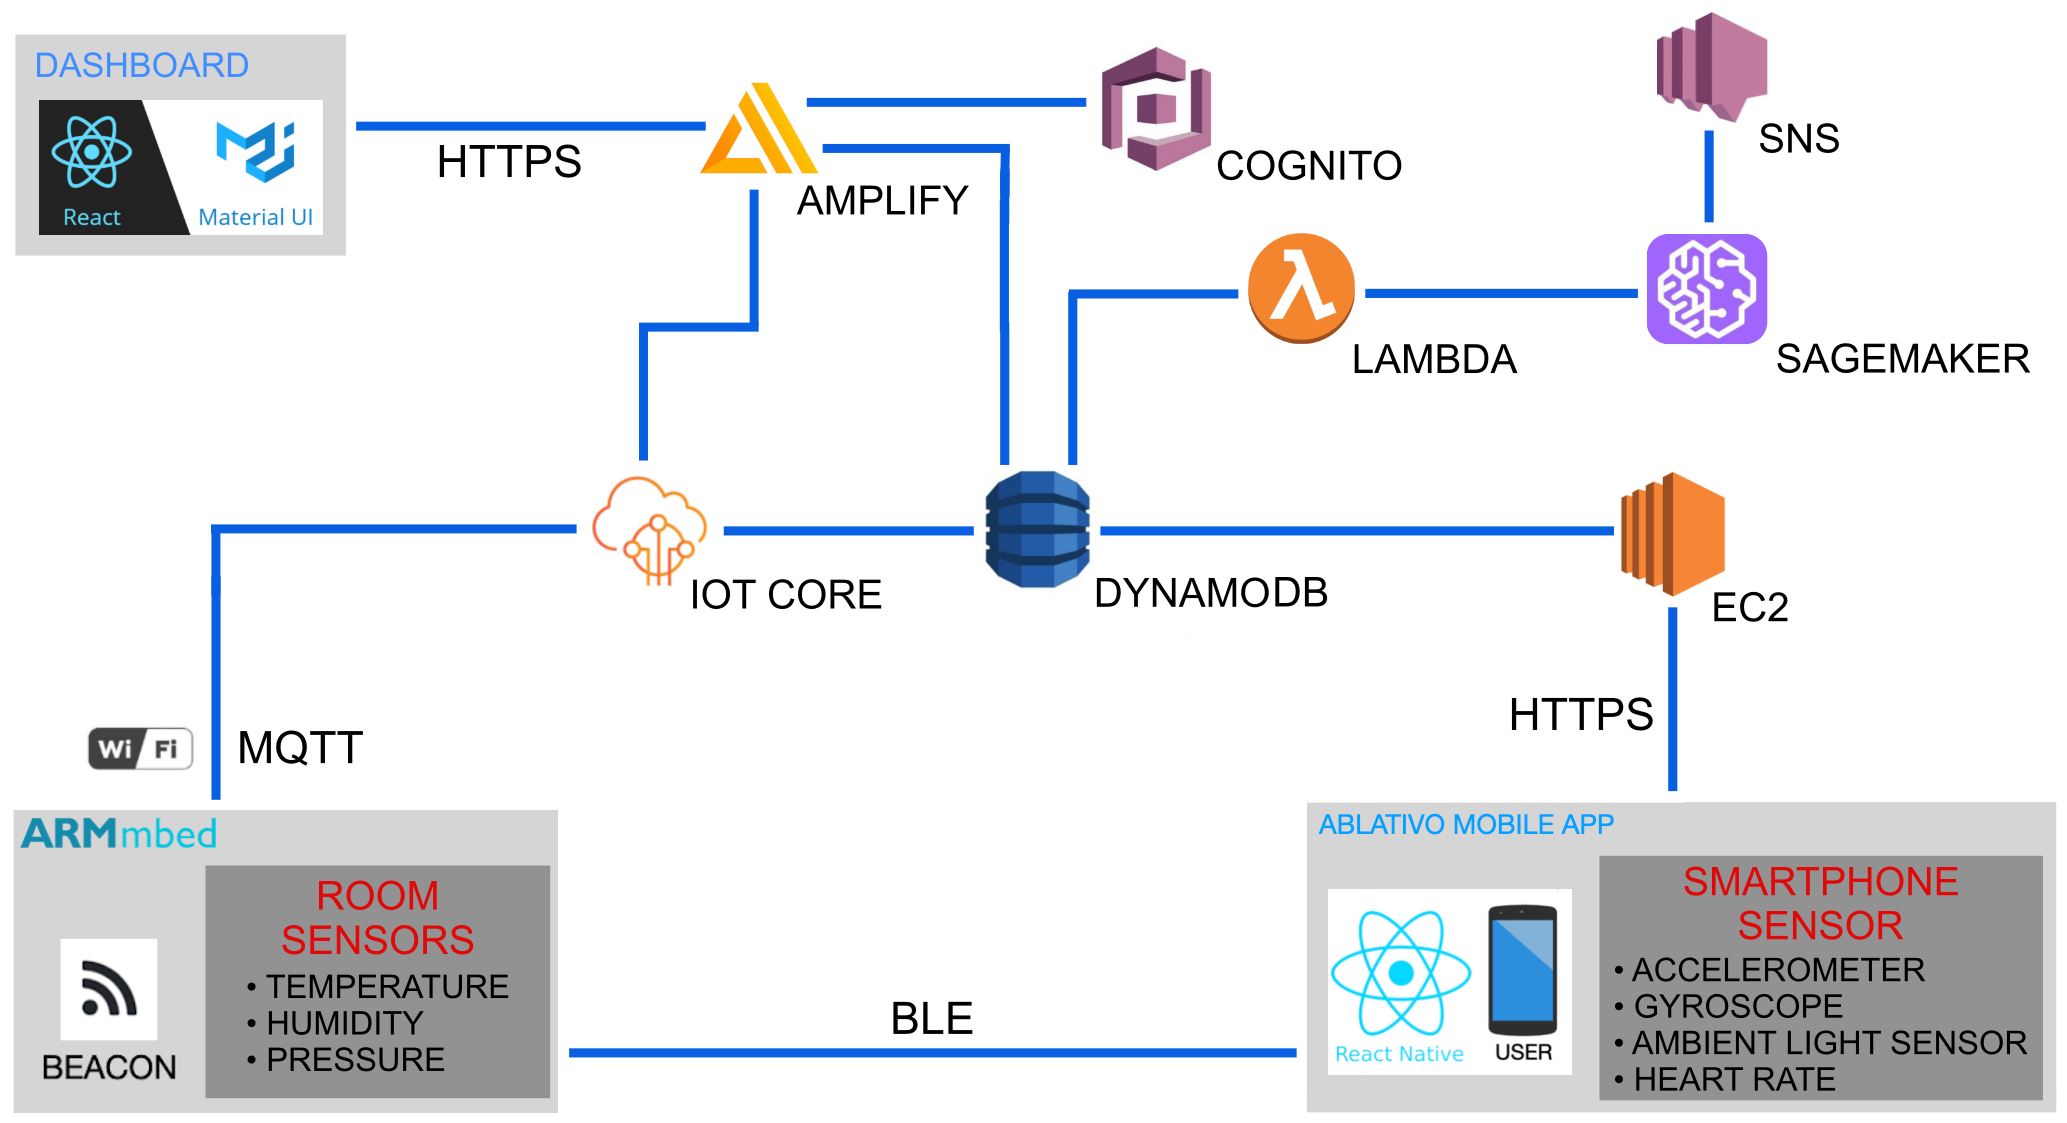 DASHBOARD
React
Material UI
HTTPS
AMPLIFY
COGNITO
SNS
LAMBDA
SAGEMAKER
IOT CORE
DYNAMODB
EC2
Wi Fi
MQTT
HTTPS
ARMmbed
BEACON
ROOM
SENSORS
• TEMPERATURE
• HUMIDITY
• PRESSURE
BLE
ABLATIVO MOBILE APP
React Native
USER
SMARTPHONE
SENSOR
• ACCELEROMETER
• GYROSCOPE
• AMBIENT LIGHT SENSOR
• HEART RATE